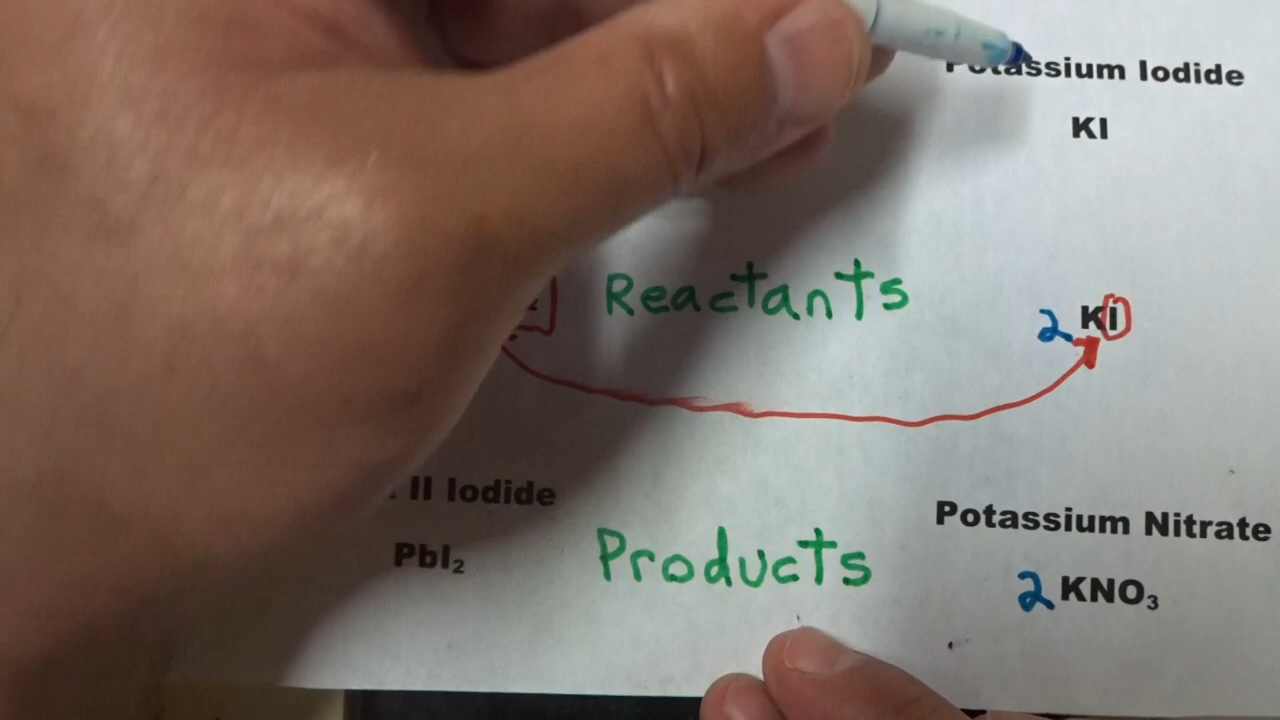 Potassium Iodide
KI
Reactants
2 KI
II Iodide
Potassium Nitrate
PbI₂
Products
2 KNO₃